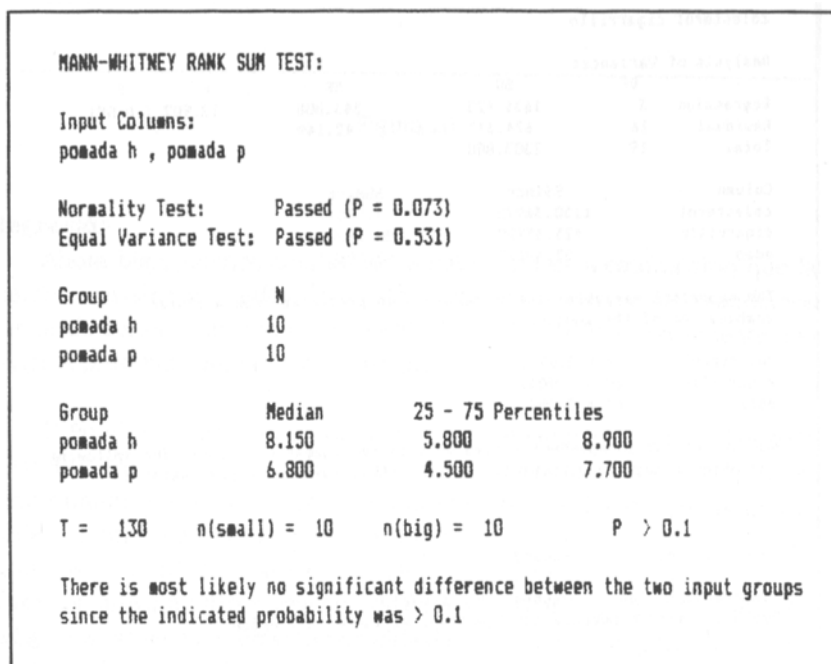 MANN-WHITNEY RANK SUM TEST:
Input Columns:
pomada h , pomada p
Normality Test: Passed (P = 0.073)
Equal Variance Test: Passed (P = 0.531)
Group N
pomada h 10
pomada p 10
Group Median 25 - 75 Percentiles
pomada h 8.150 5.800 8.900
pomada p 6.800 4.500 7.700
T = 130 n(small) = 10 n(big) = 10 P > 0.1
There is most likely no significant difference between the two input groups
since the indicated probability was > 0.1